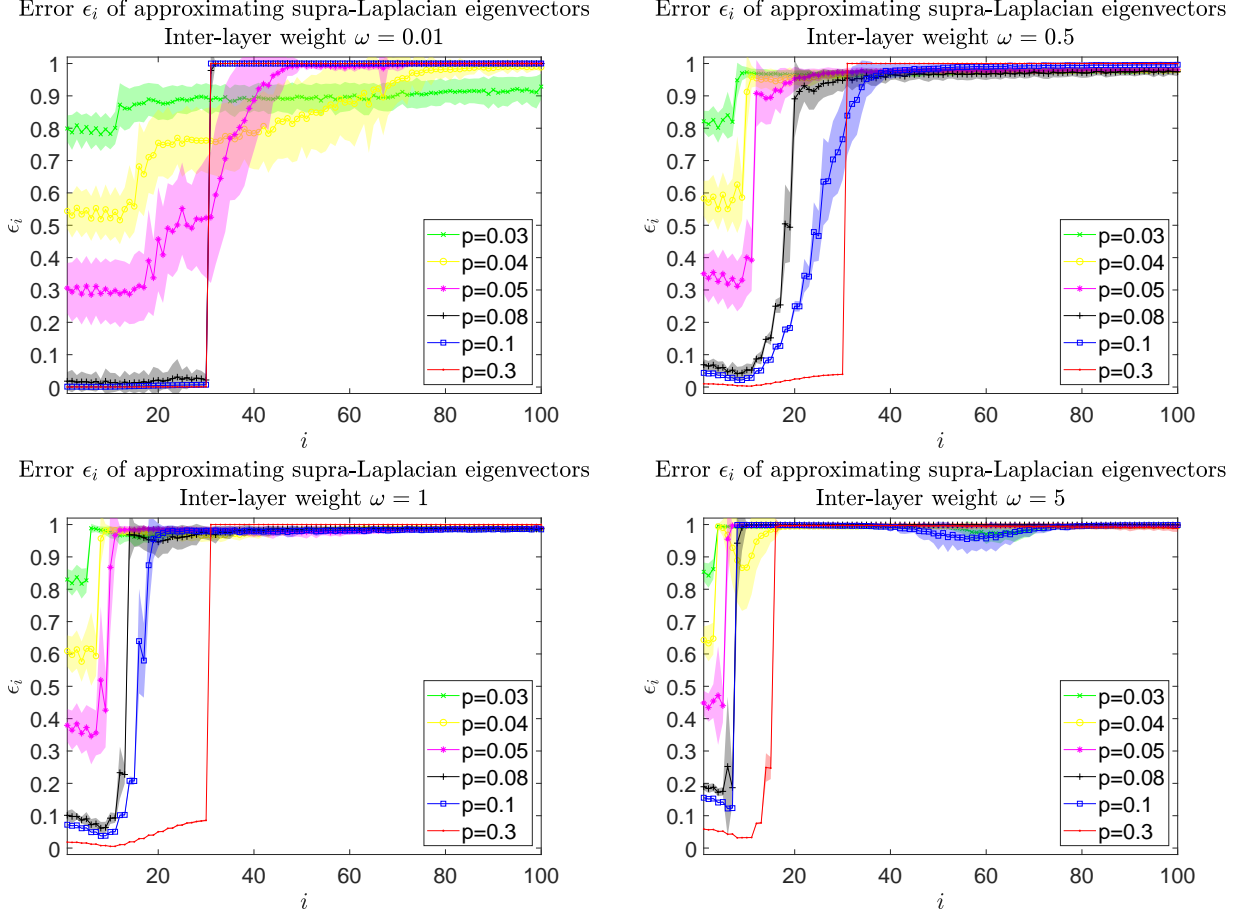 Error ϵᵢ of approximating supra-Laplacian eigenvectors
Inter-layer weight ω = 0.01
1
0.9
0.8
0.7
0.6
0.5
0.4
0.3
0.2
0.1
0
ϵᵢ
20
40
60
80
100
i
p=0.03
p=0.04
p=0.05
p=0.08
p=0.1
p=0.3
Error ϵᵢ of approximating supra-Laplacian eigenvectors
Inter-layer weight ω = 0.5
1
0.9
0.8
0.7
0.6
0.5
0.4
0.3
0.2
0.1
0
ϵᵢ
20
40
60
80
100
i
p=0.03
p=0.04
p=0.05
p=0.08
p=0.1
p=0.3
Error ϵᵢ of approximating supra-Laplacian eigenvectors
Inter-layer weight ω = 1
1
0.9
0.8
0.7
0.6
0.5
0.4
0.3
0.2
0.1
0
ϵᵢ
20
40
60
80
100
i
p=0.03
p=0.04
p=0.05
p=0.08
p=0.1
p=0.3
Error ϵᵢ of approximating supra-Laplacian eigenvectors
Inter-layer weight ω = 5
1
0.9
0.8
0.7
0.6
0.5
0.4
0.3
0.2
0.1
0
ϵᵢ
20
40
60
80
100
i
p=0.03
p=0.04
p=0.05
p=0.08
p=0.1
p=0.3